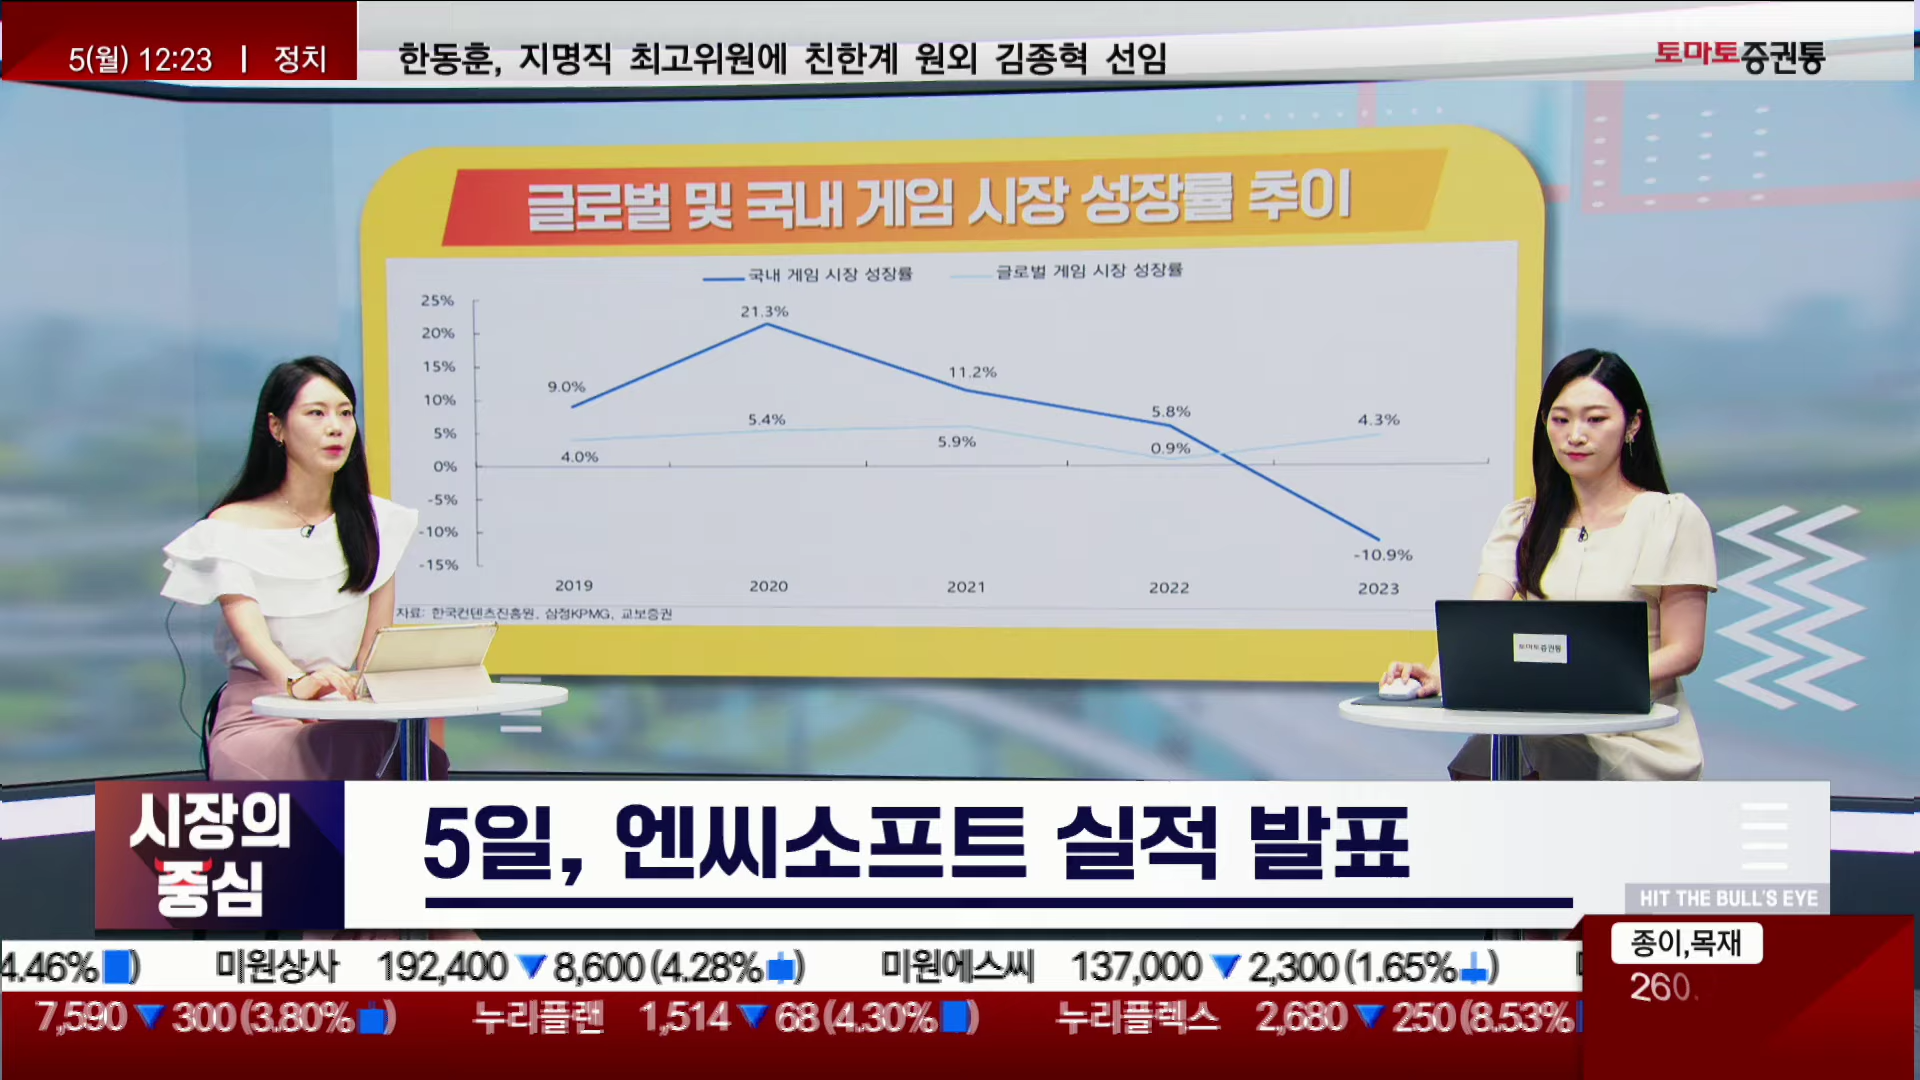 5(월) 12:23 | 정치
한동훈, 지명직 최고위원에 친한계 원외 김종혁 선임
토마토증권통
글로벌 및 국내 게임 시장 성장률 추이
국내 게임 시장 성장률
글로벌 게임 시장 성장률
25%
20%
15%
10%
5%
0%
-5%
-10%
-15%
9.0%
21.3%
11.2%
5.8%
-10.9%
4.0%
5.4%
5.9%
0.9%
4.3%
2019
2020
2021
2022
2023
자료: 한국컨텐츠진흥원, 삼정KPMG, 교보증권
토마토증권통
시장의
중심
5일, 엔씨소프트 실적 발표
HIT THE BULL'S EYE
4.46% ) 미원상사 192,400 ▼ 8,600 (4.28% ) 미원에스씨 137,000 ▼ 2,300 (1.65% )
7,590 ▼ 300 (3.80% ) 누리플랜 1,514 ▼ 68 (4.30% ) 누리플렉스 2,680 ▼ 250 (8.53%
종이,목재
260.